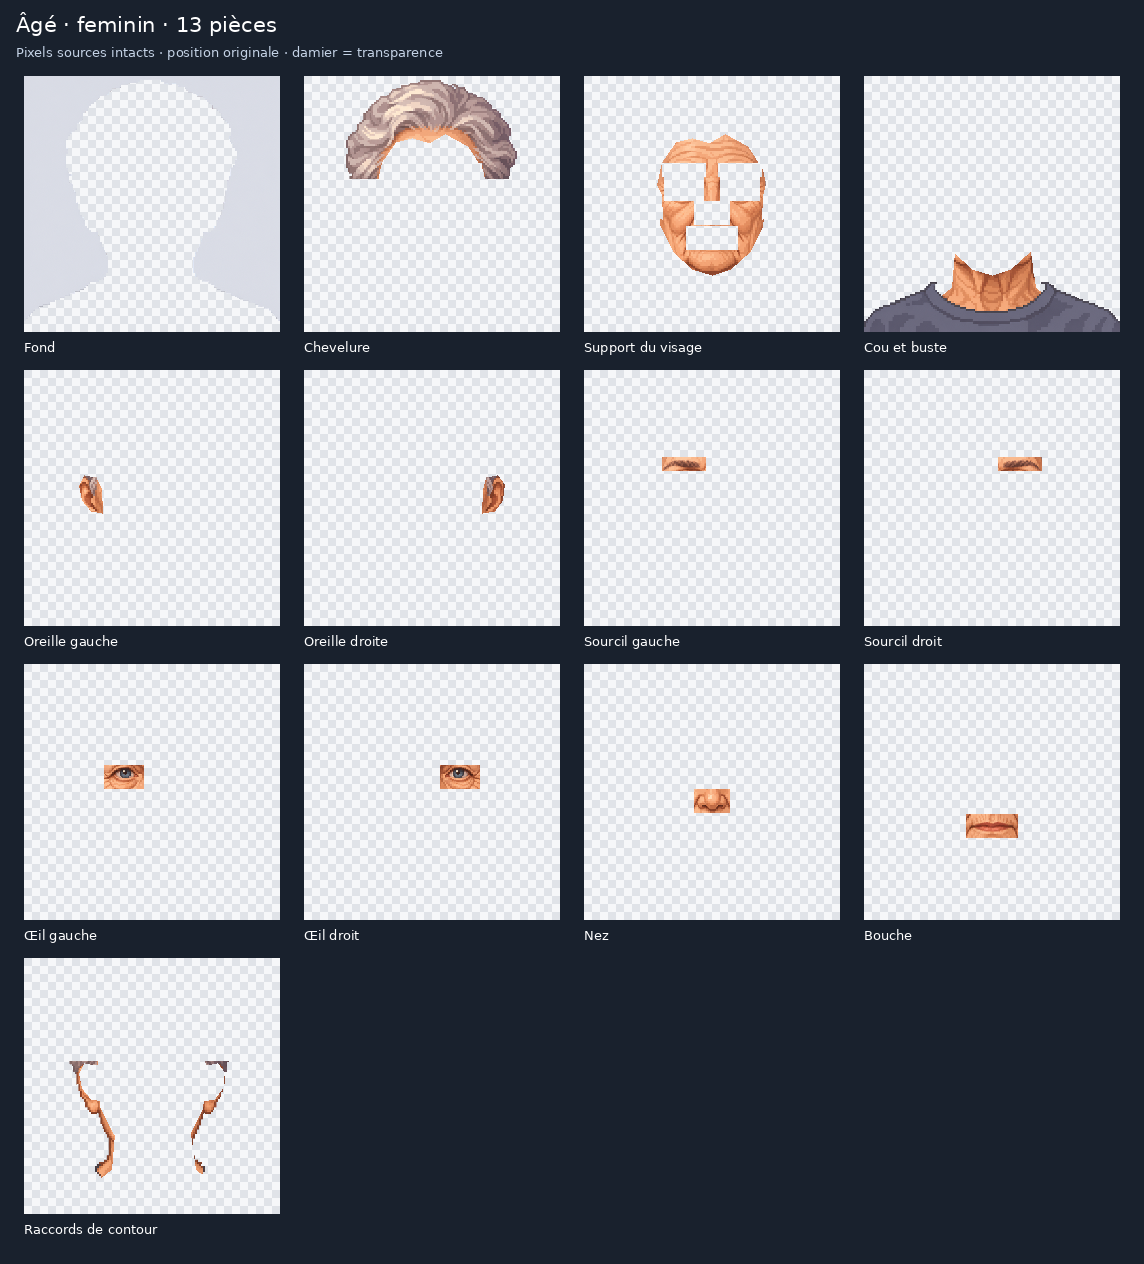 Âgé · feminin · 13 pièces
Pixels sources intacts · position originale · damier = transparence
Fond
Chevelure
Support du visage
Cou et buste
Oreille gauche
Oreille droite
Sourcil gauche
Sourcil droit
Œil gauche
Œil droit
Nez
Bouche
Raccords de contour